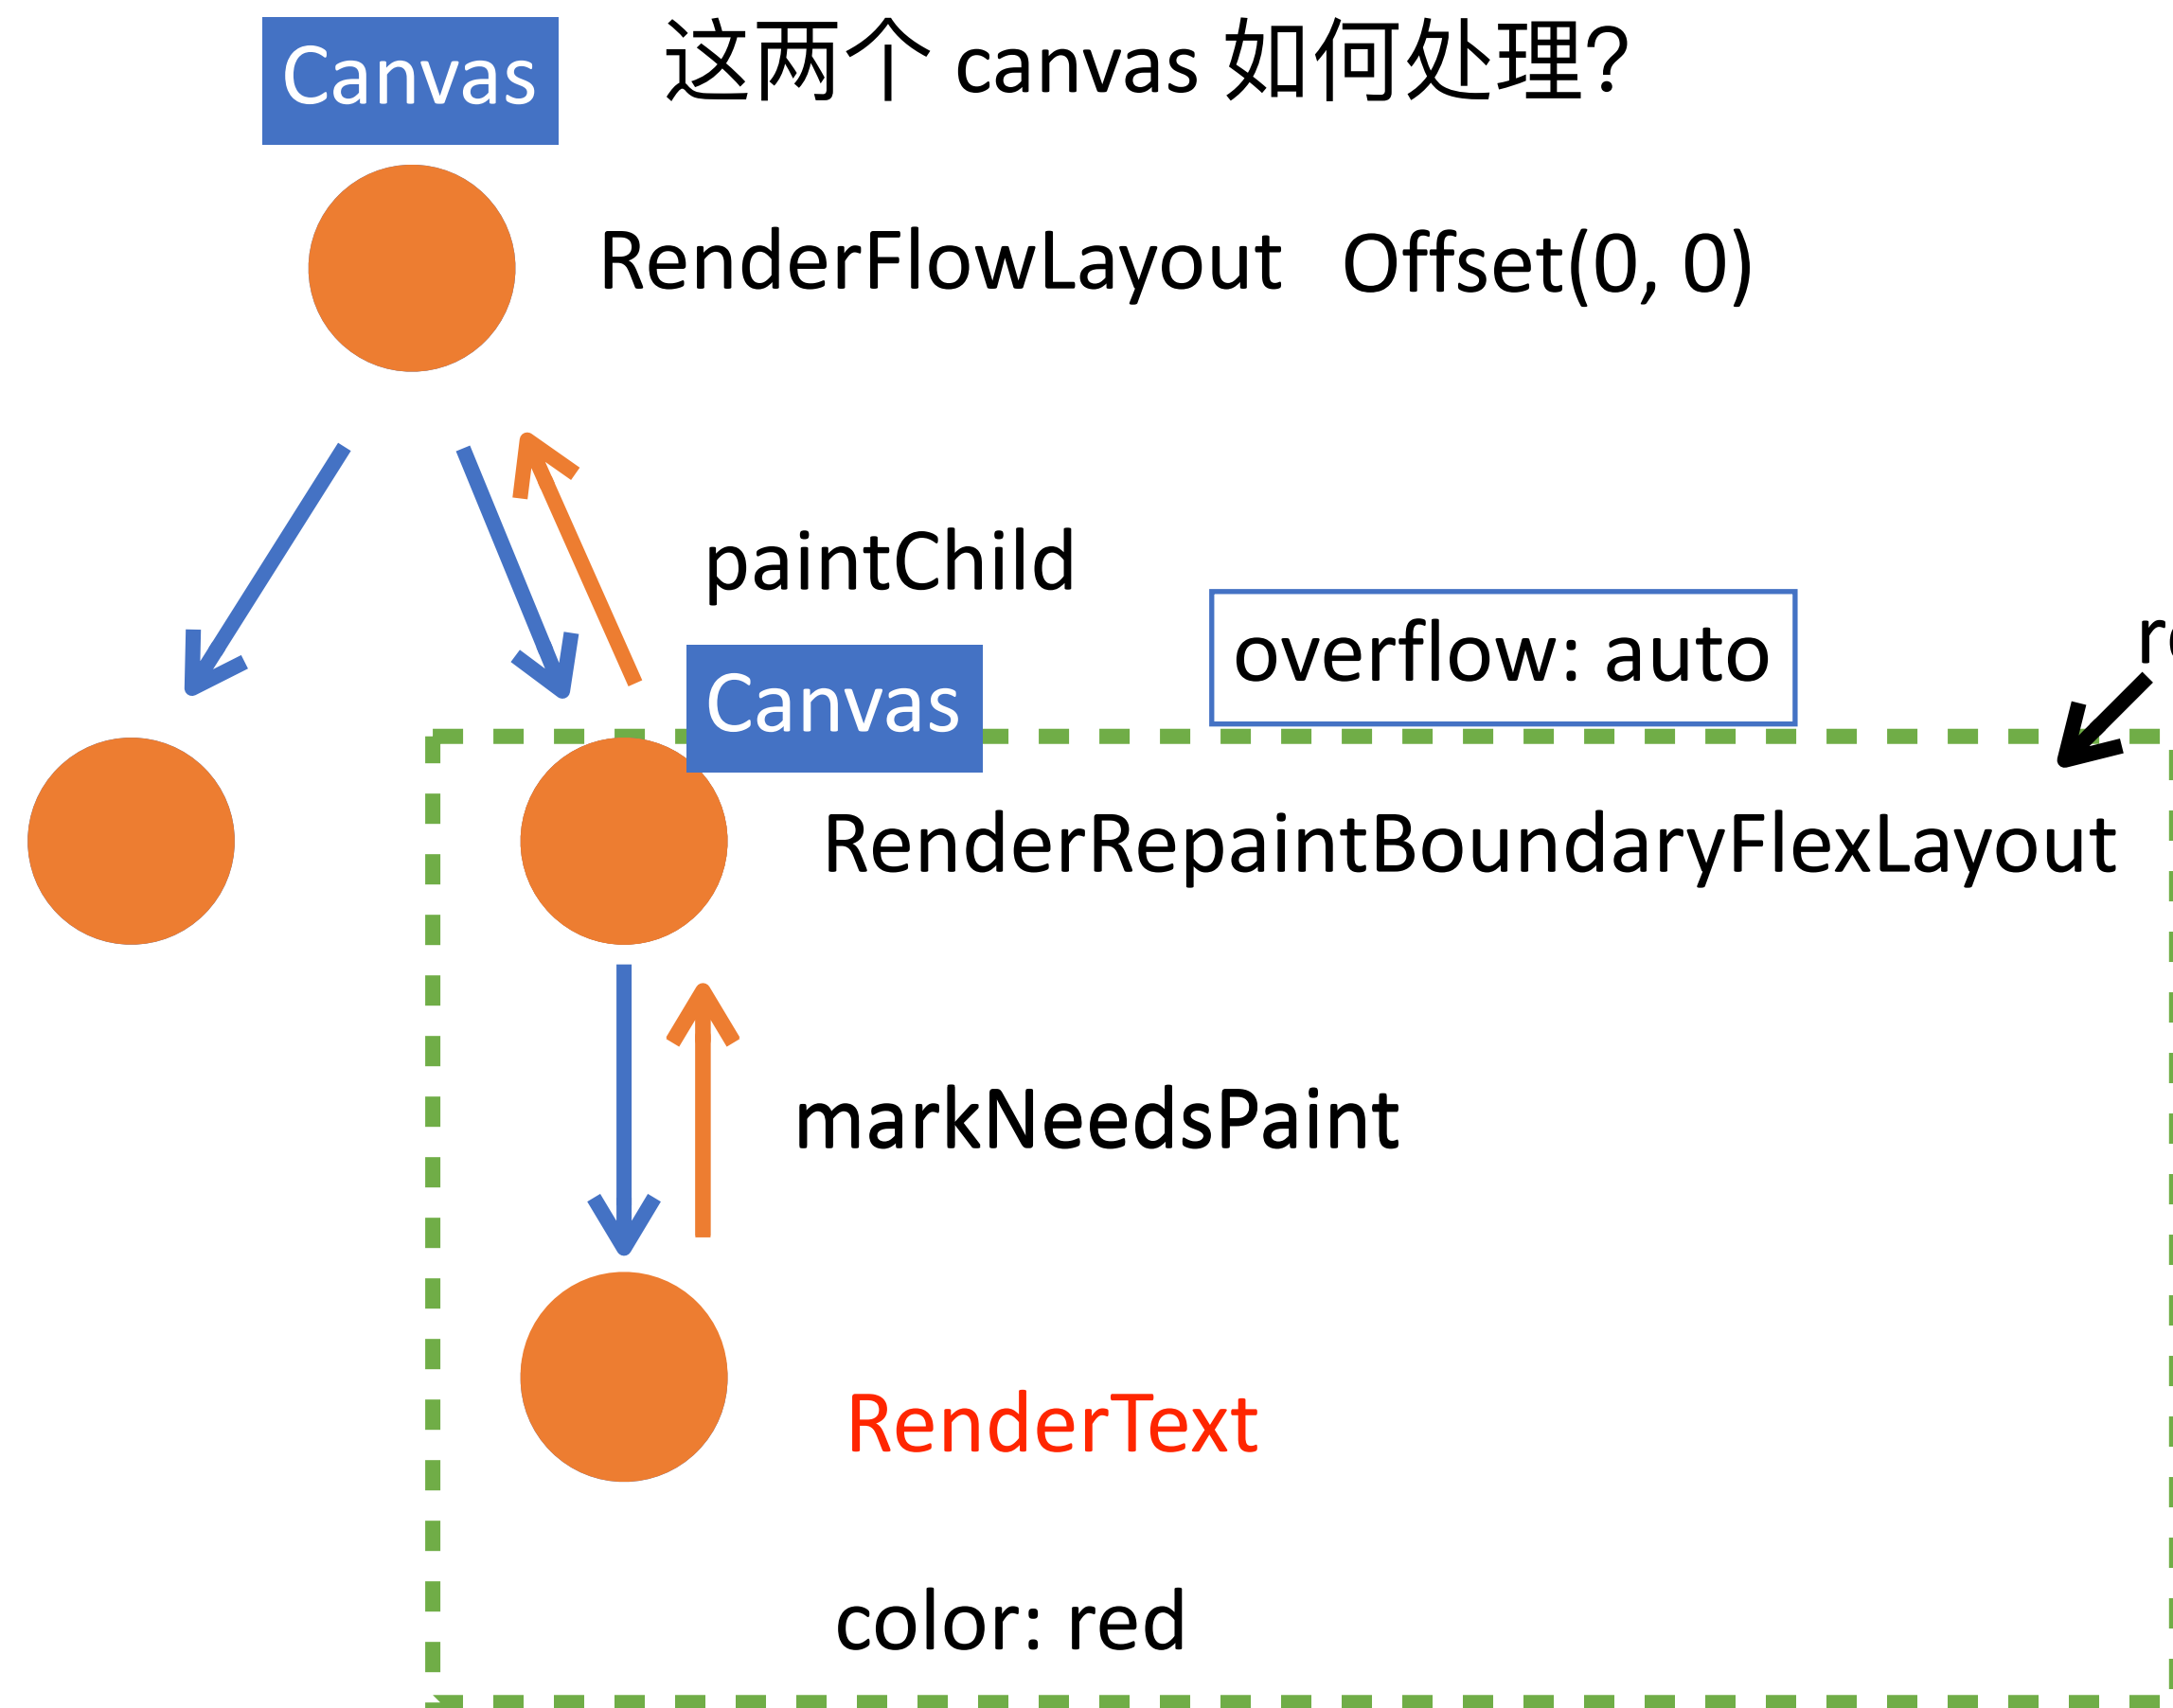 Canvas
这两个 canvas 如何处理?
RenderFlowLayout Offset(0, 0)
paintChild
overflow: auto
Canvas
RenderRepaintBoundaryFlexLayout
markNeedsPaint
RenderText
color: red